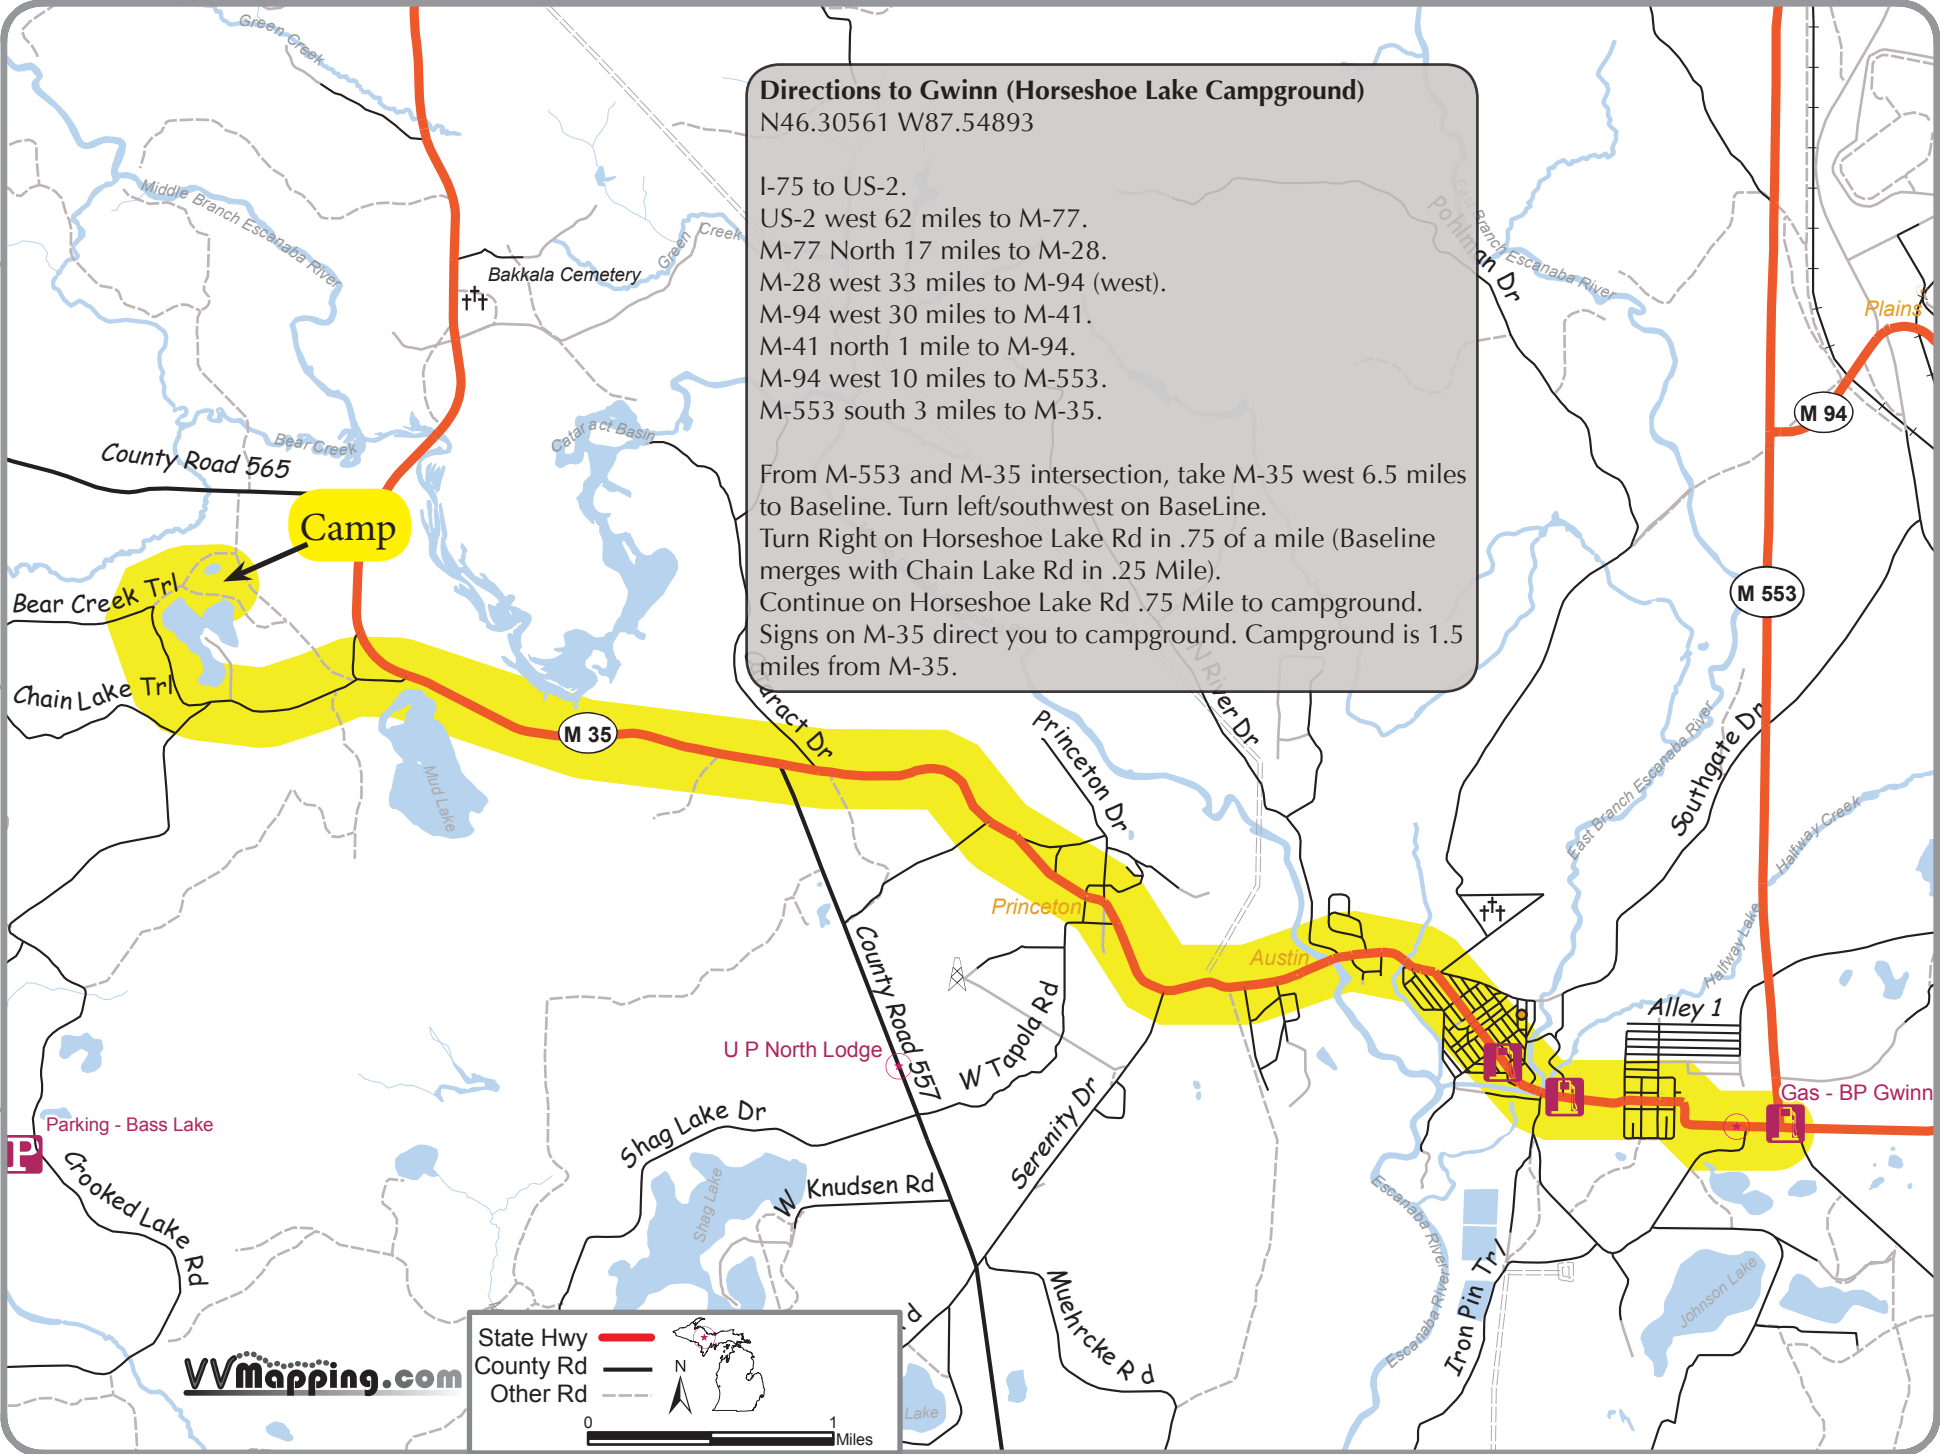 Green Creek
Directions to Gwinn (Horseshoe Lake Campground)
N46.30561 W87.54893
I-75 to US-2.
US-2 west 62 miles to M-77.
M-77 North 17 miles to M-28.
M-28 west 33 miles to M-94 (west).
M-94 west 30 miles to M-41.
M-41 north 1 mile to M-94.
M-94 west 10 miles to M-553.
M-553 south 3 miles to M-35.
From M-553 and M-35 intersection, take M-35 west 6.5 miles
to Baseline. Turn left/southwest on BaseLine.
Turn Right on Horseshoe Lake Rd in .75 of a mile (Baseline
merges with Chain Lake Rd in .25 Mile).
Continue on Horseshoe Lake Rd .75 Mile to campground.
Signs on M-35 direct you to campground. Campground is 1.5
miles from M-35.
Middle Branch Escanaba River
Green Creek
Bakkala Cemetery
East Branch Escanaba River
Pohlman Dr
Plains
M 94
Cataract Basin
Bear Creek
County Road 565
Camp
Bear Creek Trl
Chain Lake Trl
M 553
M 35
Mud Lake
Cataract Dr
N River Dr
Princeton Dr
Southgate Dr
East Branch Escanaba River
Halfway Creek
Halfway Lake
Princeton
Austin
Alley 1
County Road 557
U P North Lodge
W Tapola Rd
Serenity Dr
Shag Lake Dr
Shag Lake
W Knudsen Rd
Gas - BP Gwinn
Parking - Bass Lake
P
Crooked Lake Rd
Muehrcke Rd
Escanaba River
Escanaba River
Iron Pin Trl
Johnson Lake
Lake
VVMapping.com
State Hwy
County Rd
Other Rd
N
0 1
Miles